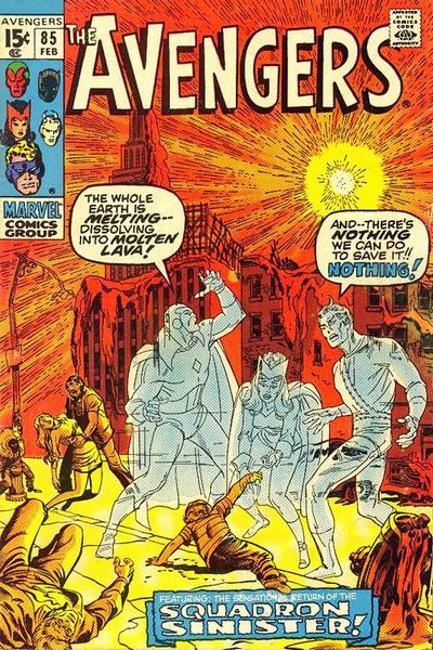 AVENGERS
15¢ 85 FEB
CC
THE AVENGERS
APPROVED
BY THE
COMICS
CODE
AUTHORITY
MARVEL
COMICS
GROUP
THE WHOLE
EARTH IS
MELTING--
DISSOLVING
INTO MOLTEN
LAVA!
AND--THERE'S
NOTHING
WE CAN DO
TO SAVE IT!!
NOTHING!
FEATURING: THE SENSATIONAL RETURN OF THE
SQUADRON
SINISTER!